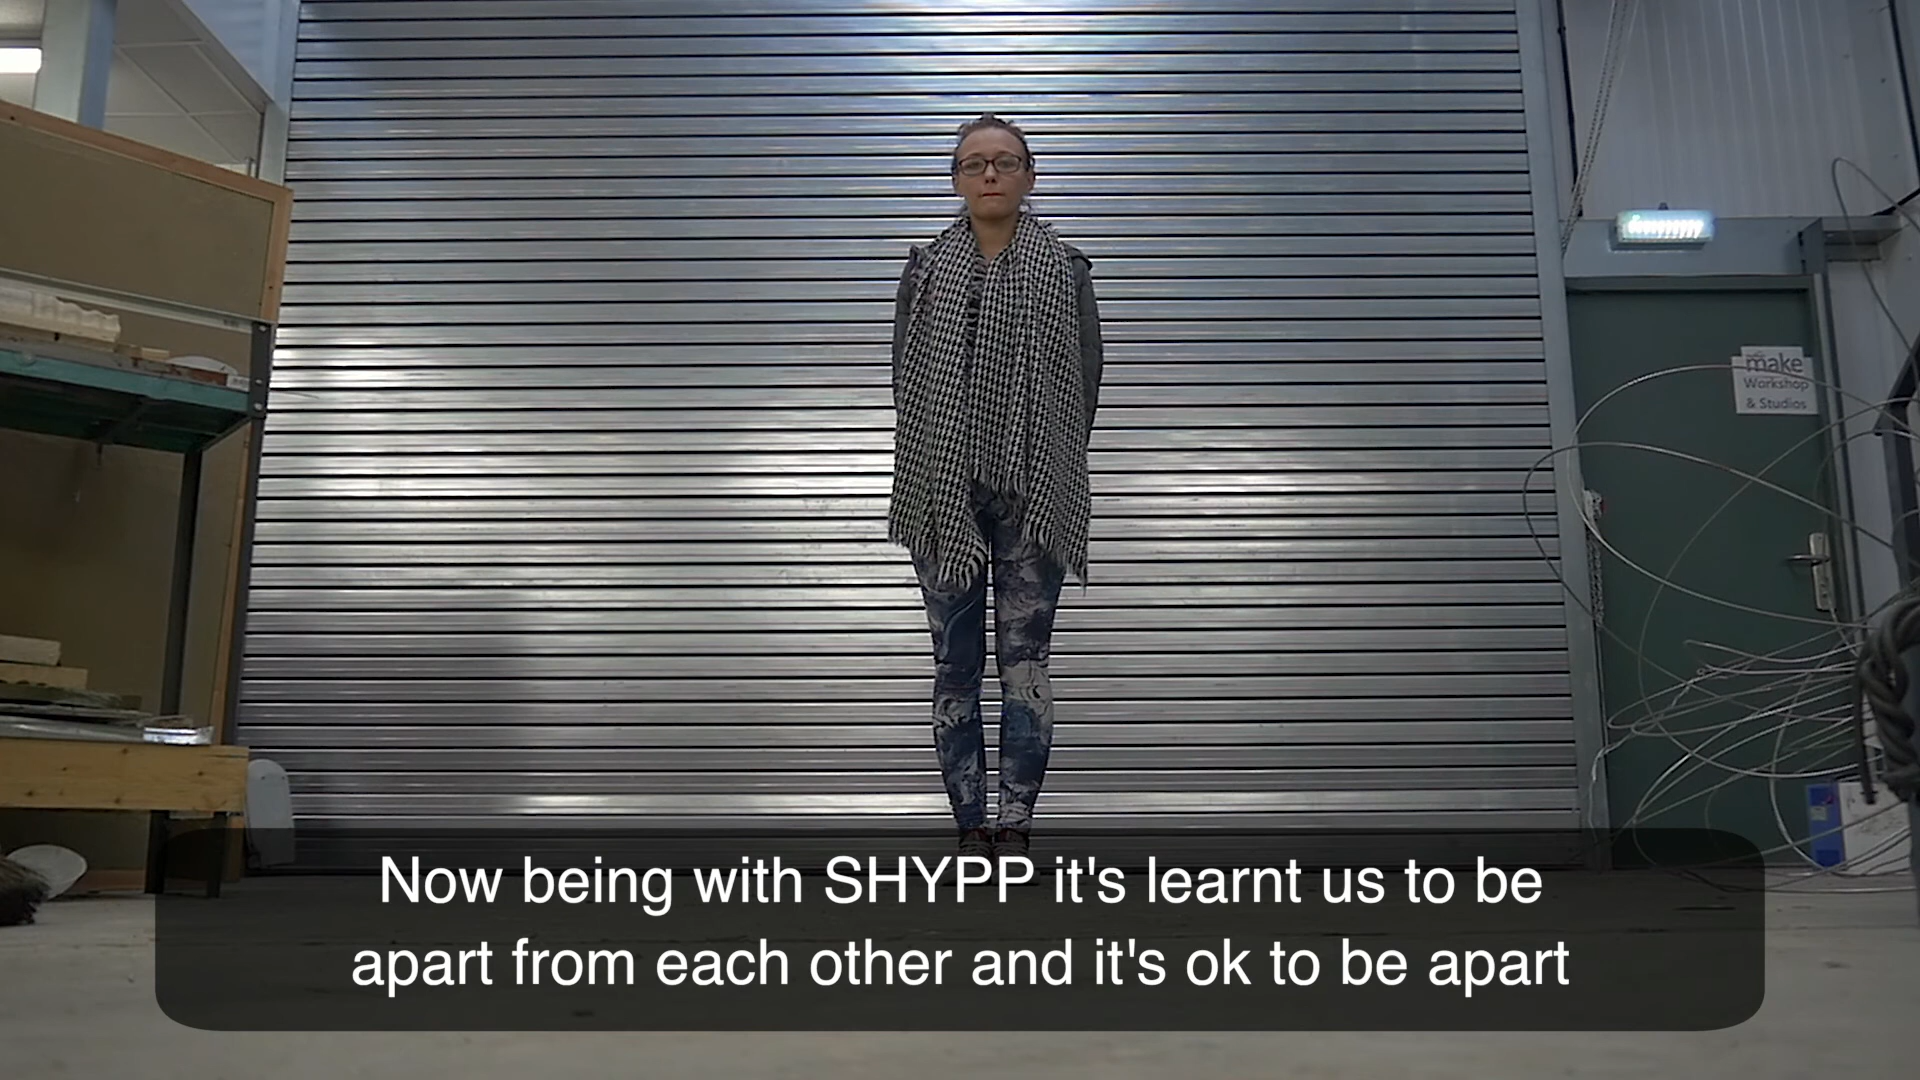 make
Workshop
& Studios
Now being with SHYPP it's learnt us to be
apart from each other and it's ok to be apart